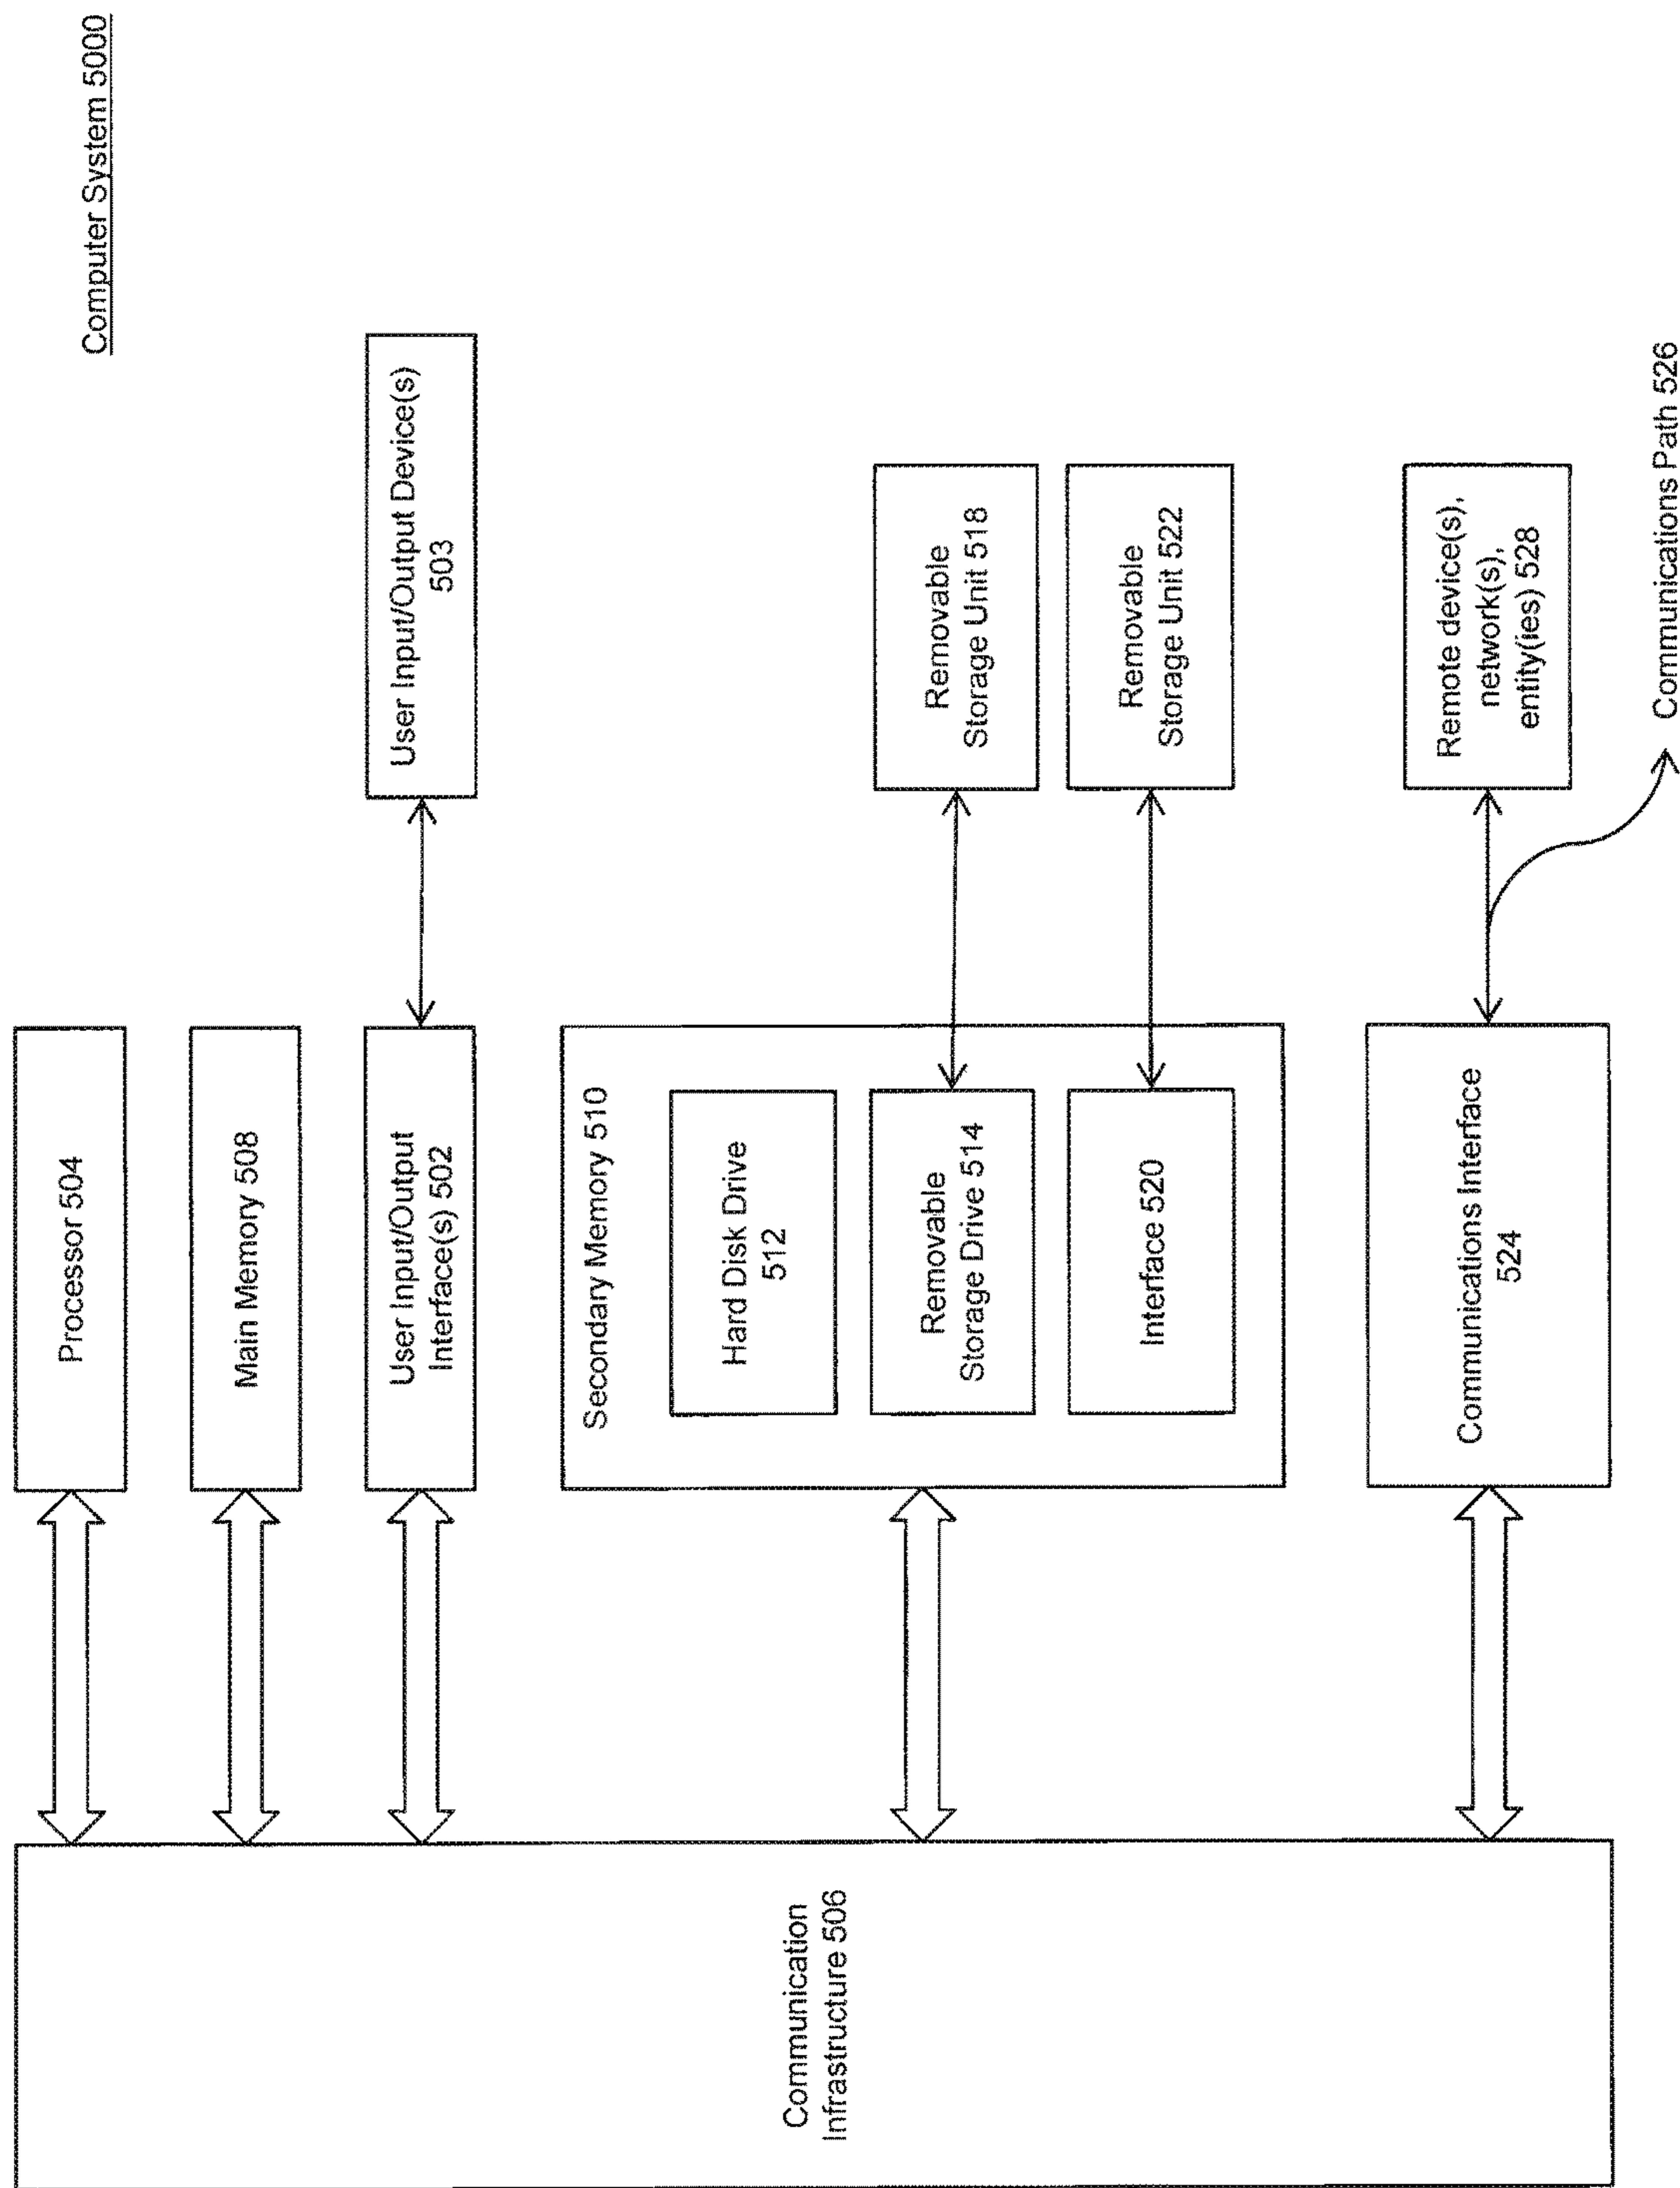 Computer System 5000
Processor 504
Main Memory 508
User Input/Output
Interface(s) 502
User Input/Output Device(s)
503
Secondary Memory 510
Hard Disk Drive
512
Removable
Storage Drive 514
Removable
Storage Unit 518
Interface 520
Removable
Storage Unit 522
Communications Interface
524
Remote device(s),
network(s),
entity(ies) 528
Communications Path 526
Communication
Infrastructure 506